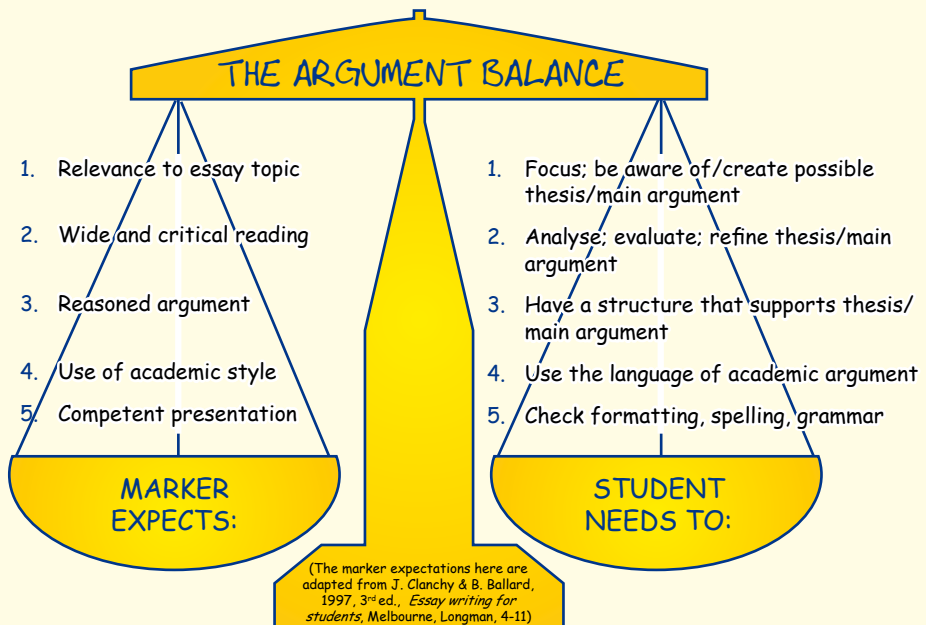 THE ARGUMENT BALANCE
1. Relevance to essay topic
2. Wide and critical reading
3. Reasoned argument
4. Use of academic style
5. Competent presentation
MARKER
EXPECTS:
1. Focus; be aware of/create possible
thesis/main argument
2. Analyse; evaluate; refine thesis/main
argument
3. Have a structure that supports thesis/
main argument
4. Use the language of academic argument
5. Check formatting, spelling, grammar
STUDENT
NEEDS TO:
(The marker expectations here are
adapted from J. Clanchy & B. Ballard,
1997, 3rd ed., Essay writing for
students, Melbourne, Longman, 4-11)